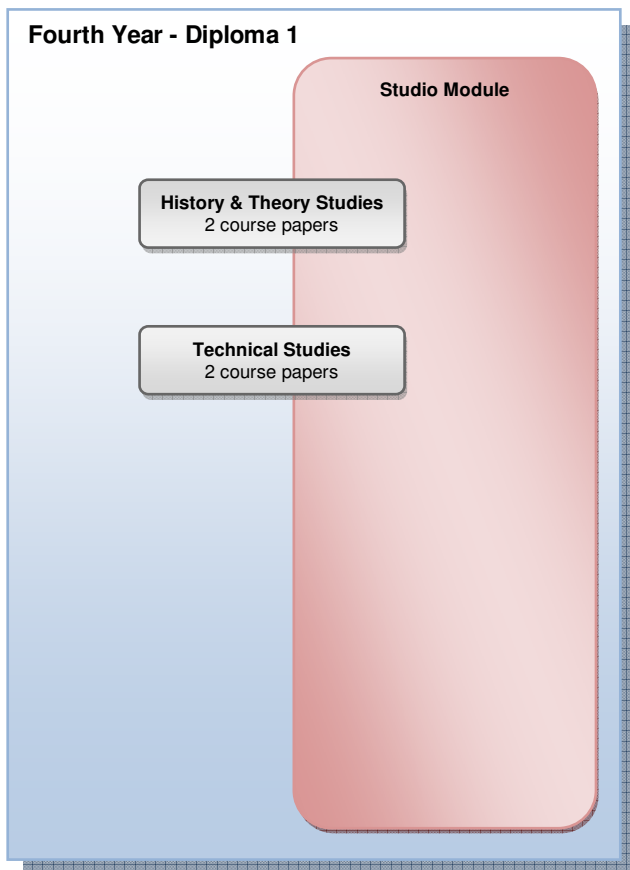 Fourth Year - Diploma 1
Studio Module
History & Theory Studies
2 course papers
Technical Studies
2 course papers